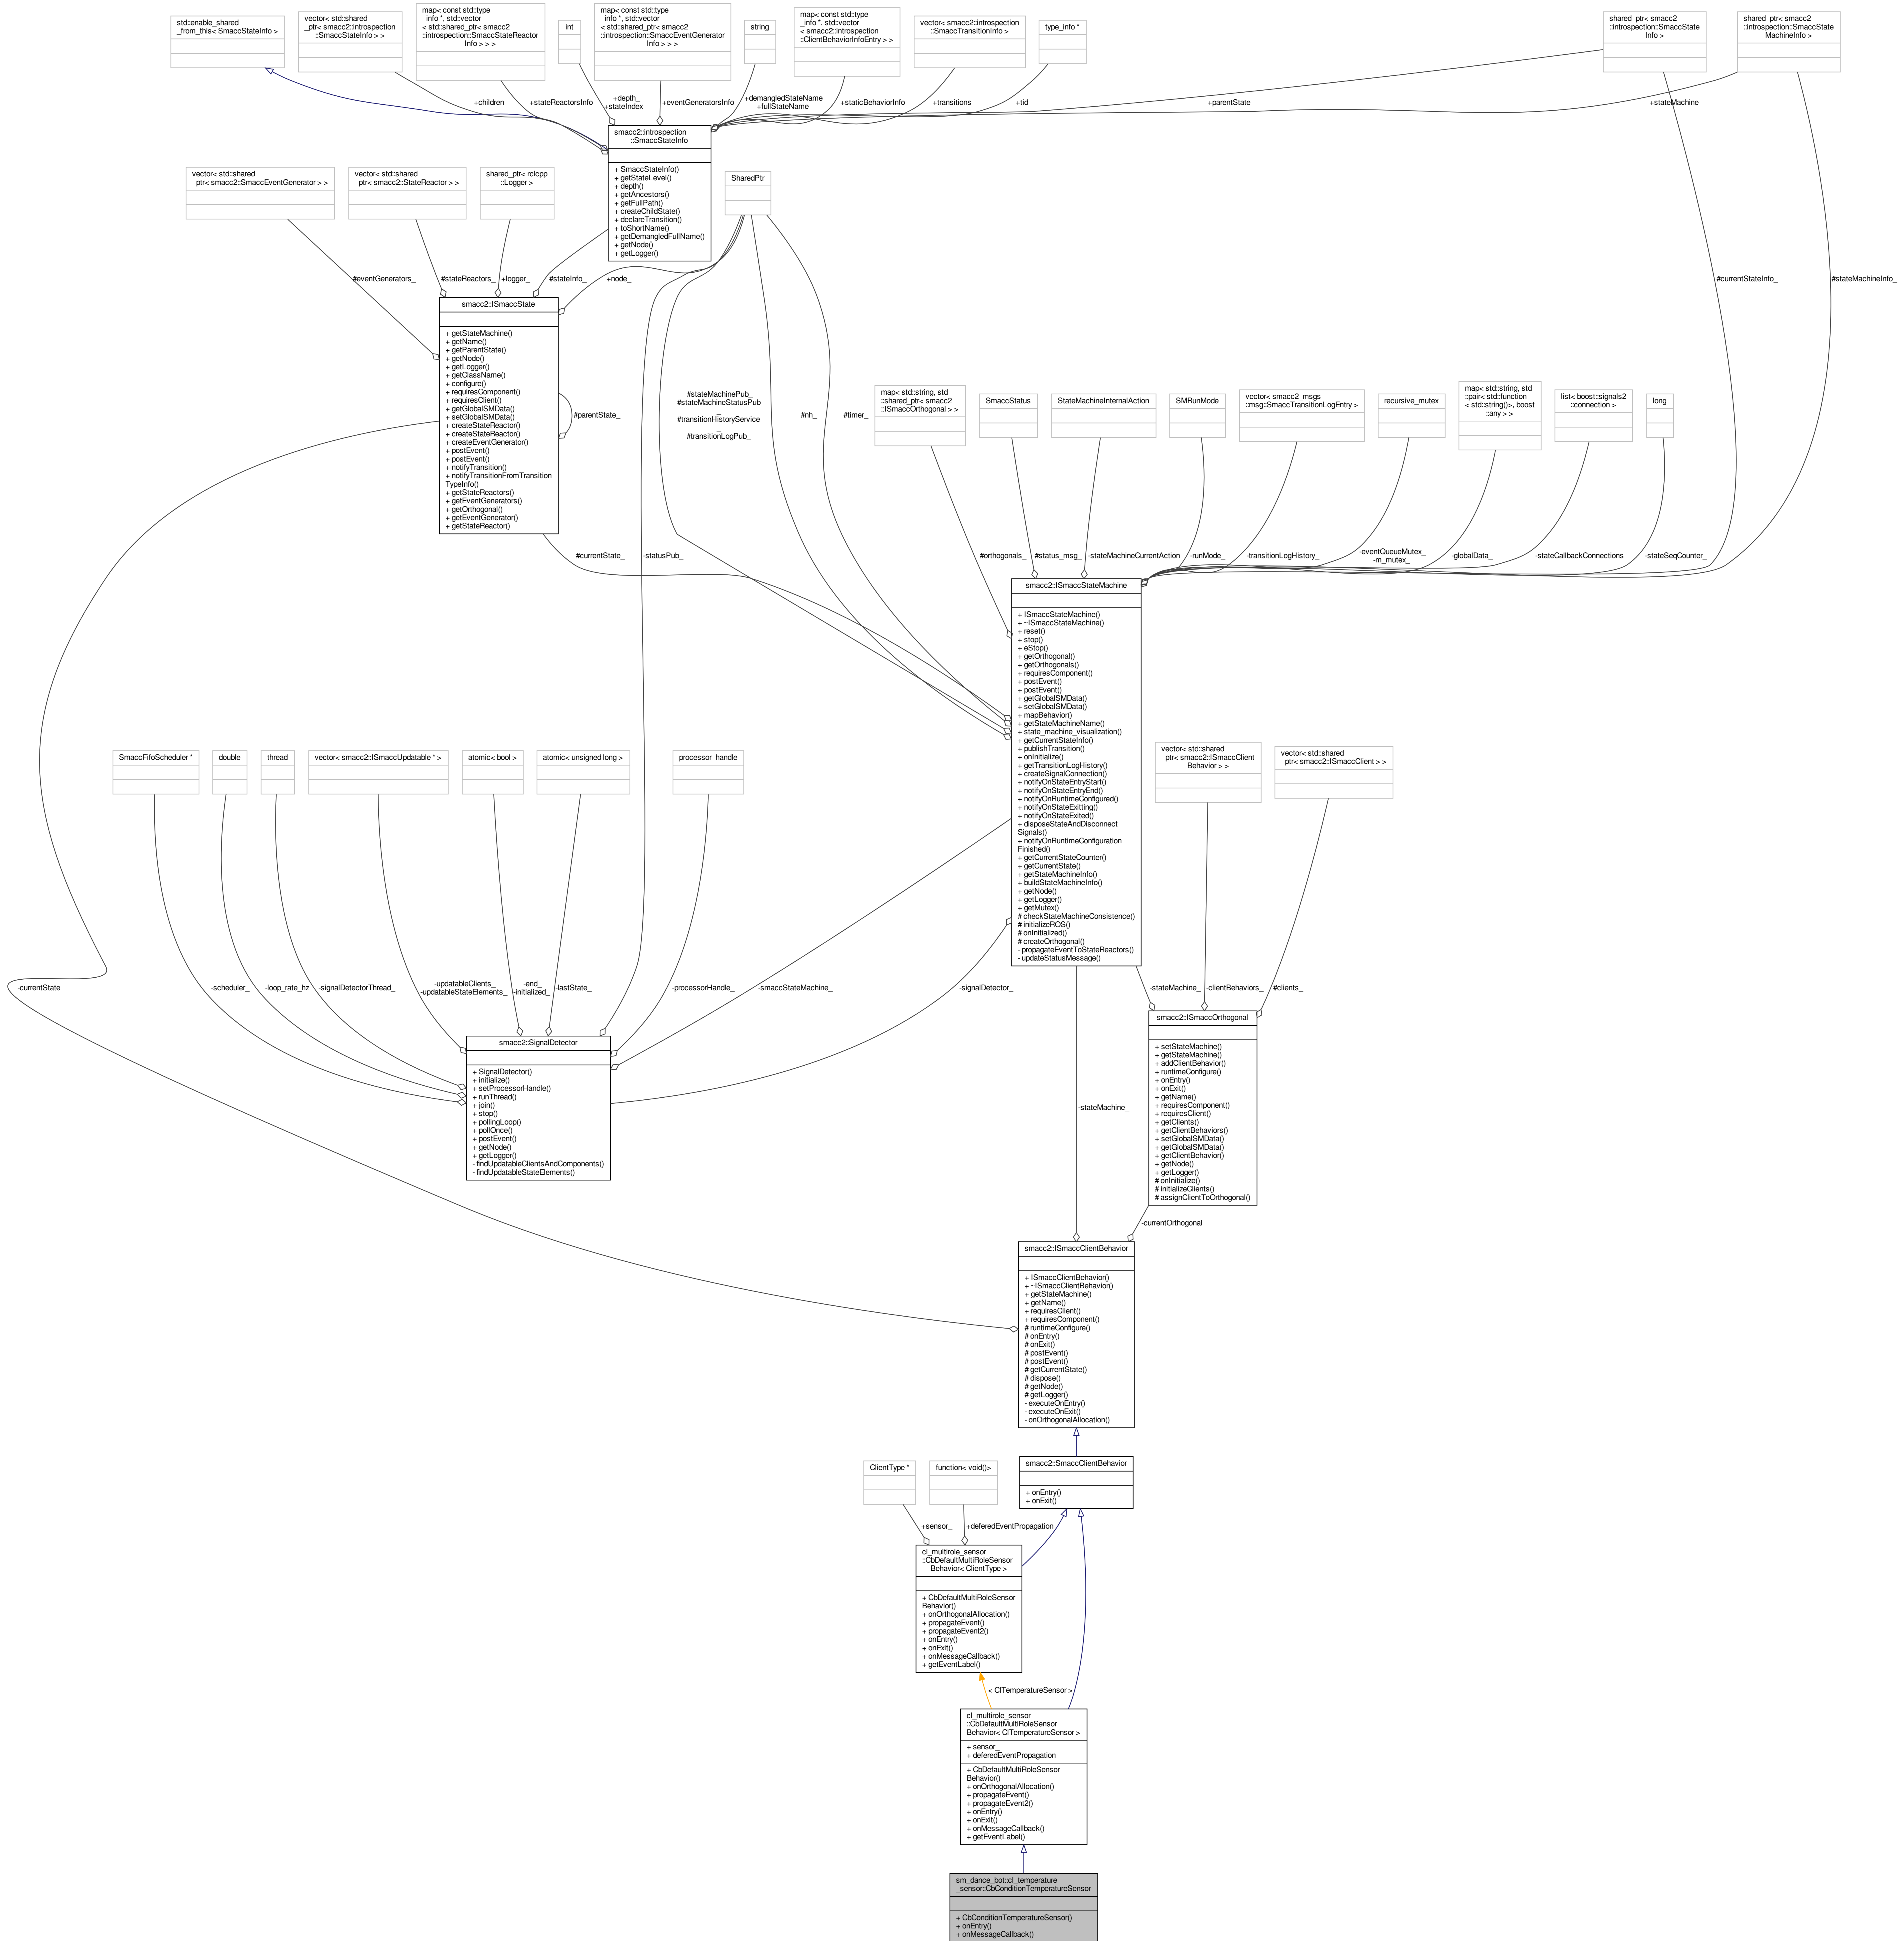 std::enable_shared
_from_this< SmaccStateInfo >
vector< std::shared
_ptr< smacc2::introspection
::SmaccStateInfo > >
map< const std::type
_info *, std::vector
< std::shared_ptr< smacc2
::introspection::SmaccStateReactor
Info > > >
int
map< const std::type
_info *, std::vector
< std::shared_ptr< smacc2
::introspection::SmaccEventGenerator
Info > > >
string
map< const std::type
_info *, std::vector
< smacc2::introspection
::ClientBehaviorInfoEntry > >
vector< smacc2::introspection
::SmaccTransitionInfo >
type_info *
shared_ptr< smacc2
::introspection::SmaccState
Info >
shared_ptr< smacc2
::introspection::SmaccState
MachineInfo >
+children_
+stateReactorsInfo
+depth_
+stateIndex_
+eventGeneratorsInfo
+demangledStateName
+fullStateName
+staticBehaviorInfo
+transitions_
+tid_
+parentState_
+stateMachine_
smacc2::introspection
::SmaccStateInfo
+ SmaccStateInfo()
+ getStateLevel()
+ depth()
+ getAncestors()
+ getFullPath()
+ createChildState()
+ declareTransition()
+ toShortName()
+ getDemangledFullName()
+ getNode()
+ getLogger()
vector< std::shared
_ptr< smacc2::SmaccEventGenerator > >
vector< std::shared
_ptr< smacc2::StateReactor > >
shared_ptr< rclcpp
::Logger >
SharedPtr
#eventGenerators_
#stateReactors_
+logger_
#stateInfo_
+node_
#currentStateInfo_
#stateMachineInfo_
smacc2::ISmaccState
+ getStateMachine()
+ getName()
+ getParentState()
+ getNode()
+ getLogger()
+ getClassName()
+ configure()
+ requiresComponent()
+ requiresClient()
+ getGlobalSMData()
+ setGlobalSMData()
+ createStateReactor()
+ createStateReactor()
+ createEventGenerator()
+ postEvent()
+ postEvent()
+ notifyTransition()
+ notifyTransitionFromTransition
TypeInfo()
+ getStateReactors()
+ getEventGenerators()
+ getOrthogonal()
+ getEventGenerator()
+ getStateReactor()
#parentState_
#stateMachinePub_
#stateMachineStatusPub
_
#transitionHistoryService
_
#transitionLogPub_
#nh_
#timer_
map< std::string, std
::shared_ptr< smacc2
::ISmaccOrthogonal > >
SmaccStatus
StateMachineInternalAction
SMRunMode
vector< smacc2_msgs
::msg::SmaccTransitionLogEntry >
recursive_mutex
map< std::string, std
::pair< std::function
< std::string()>, boost
::any > >
list< boost::signals2
::connection >
long
#currentState_
-statusPub_
#orthogonals_
#status_msg_
-stateMachineCurrentAction
-runMode_
-transitionLogHistory_
-eventQueueMutex_
-m_mutex_
-globalData_
-stateCallbackConnections
-stateSeqCounter_
smacc2::ISmaccStateMachine
+ ISmaccStateMachine()
+ ~ISmaccStateMachine()
+ reset()
+ stop()
+ eStop()
+ getOrthogonal()
+ getOrthogonals()
+ requiresComponent()
+ postEvent()
+ postEvent()
+ getGlobalSMData()
+ setGlobalSMData()
+ mapBehavior()
+ getStateMachineName()
+ state_machine_visualization()
+ getCurrentStateInfo()
+ publishTransition()
+ onInitialize()
+ getTransitionLogHistory()
+ createSignalConnection()
+ notifyOnStateEntryStart()
+ notifyOnStateEntryEnd()
+ notifyOnRuntimeConfigured()
+ notifyOnStateExitting()
+ notifyOnStateExited()
+ disposeStateAndDisconnect
Signals()
+ notifyOnRuntimeConfiguration
Finished()
+ getCurrentStateCounter()
+ getCurrentState()
+ getStateMachineInfo()
+ buildStateMachineInfo()
+ getNode()
+ getLogger()
+ getMutex()
# checkStateMachineConsistence()
# initializeROS()
# onInitialized()
# createOrthogonal()
- propagateEventToStateReactors()
- updateStatusMessage()
SmaccFifoScheduler *
double
thread
vector< smacc2::ISmaccUpdatable * >
atomic< bool >
atomic< unsigned long >
processor_handle
vector< std::shared
_ptr< smacc2::ISmaccClient
Behavior > >
vector< std::shared
_ptr< smacc2::ISmaccClient > >
-currentState
-scheduler_
-loop_rate_hz
-signalDetectorThread_
-updatableClients_
-updatableStateElements_
-end_
-initialized_
-lastState_
-processorHandle_
-smaccStateMachine_
-signalDetector_
-stateMachine_
-clientBehaviors_
#clients_
smacc2::SignalDetector
+ SignalDetector()
+ initialize()
+ setProcessorHandle()
+ runThread()
+ join()
+ stop()
+ pollingLoop()
+ pollOnce()
+ postEvent()
+ getNode()
+ getLogger()
- findUpdatableClientsAndComponents()
- findUpdatableStateElements()
smacc2::ISmaccOrthogonal
+ setStateMachine()
+ getStateMachine()
+ addClientBehavior()
+ runtimeConfigure()
+ onEntry()
+ onExit()
+ getName()
+ requiresComponent()
+ requiresClient()
+ getClients()
+ getClientBehaviors()
+ setGlobalSMData()
+ getGlobalSMData()
+ getClientBehavior()
+ getNode()
+ getLogger()
# onInitialize()
# initializeClients()
# assignClientToOrthogonal()
-stateMachine_
-currentOrthogonal
smacc2::ISmaccClientBehavior
+ ISmaccClientBehavior()
+ ~ISmaccClientBehavior()
+ getStateMachine()
+ getName()
+ requiresClient()
+ requiresComponent()
# runtimeConfigure()
# onEntry()
# onExit()
# postEvent()
# postEvent()
# getCurrentState()
# dispose()
# getNode()
# getLogger()
- executeOnEntry()
- executeOnExit()
- onOrthogonalAllocation()
ClientType *
function< void()>
smacc2::SmaccClientBehavior
+ onEntry()
+ onExit()
+sensor_
+deferedEventPropagation
cl_multirole_sensor
::CbDefaultMultiRoleSensor
Behavior< ClientType >
+ CbDefaultMultiRoleSensor
Behavior()
+ onOrthogonalAllocation()
+ propagateEvent()
+ propagateEvent2()
+ onEntry()
+ onExit()
+ onMessageCallback()
+ getEventLabel()
< ClTemperatureSensor >
cl_multirole_sensor
::CbDefaultMultiRoleSensor
Behavior< ClTemperatureSensor >
+ sensor_
+ deferedEventPropagation
+ CbDefaultMultiRoleSensor
Behavior()
+ onOrthogonalAllocation()
+ propagateEvent()
+ propagateEvent2()
+ onEntry()
+ onExit()
+ onMessageCallback()
+ getEventLabel()
sm_dance_bot::cl_temperature
_sensor::CbConditionTemperatureSensor
+ CbConditionTemperatureSensor()
+ onEntry()
+ onMessageCallback()